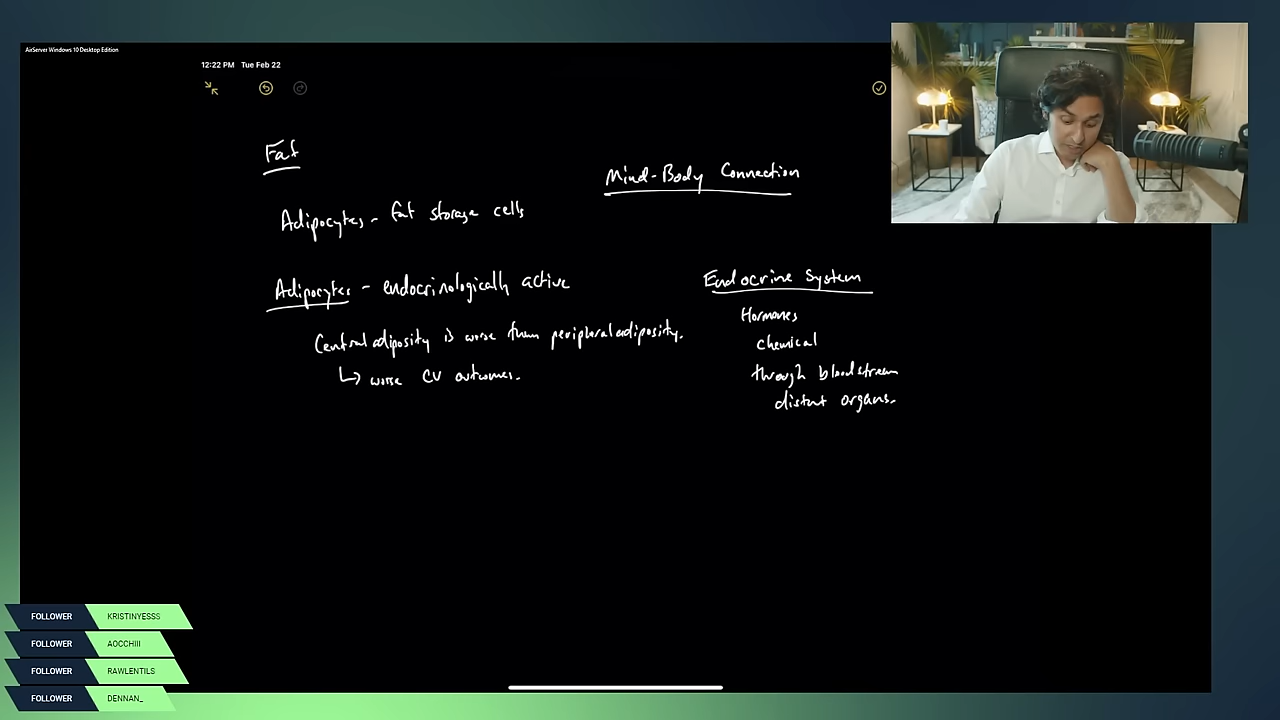 AirServer Windows 10 Desktop Edition
12:22 PM Tue Feb 22
Fat
Mind-Body Connection
Adipocytes - fat storage cells
Adipocytes - endocrinologically active
Central adiposity is worse than peripheral adiposity.
↳ worse CV outcomes.
Endocrine System
Hormones
chemical
through bloodstream
distant organs.
FOLLOWER KRISTINYESSS
FOLLOWER AOCCHIII
FOLLOWER RAWLENTILS
FOLLOWER DENNAN_